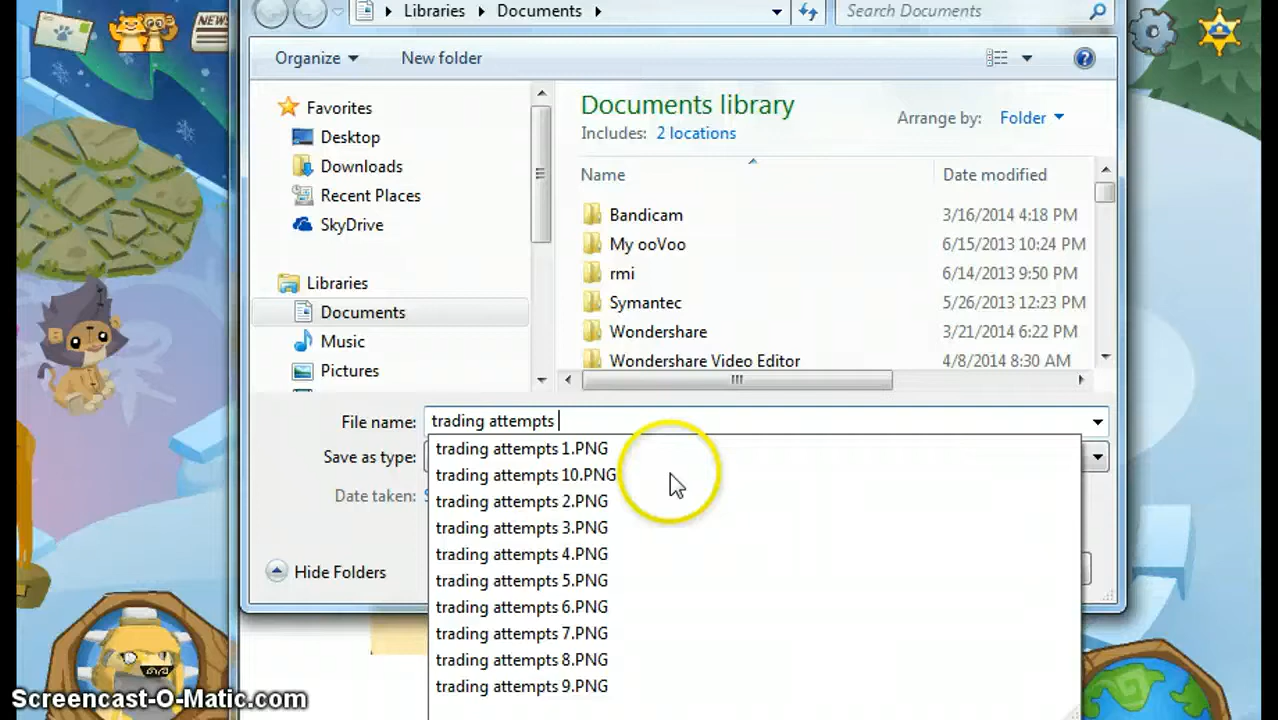 NEWS
Libraries Documents Search Documents
Organize New folder
Favorites
Desktop
Downloads
Recent Places
SkyDrive
Libraries
Documents
Music
Pictures
Documents library
Includes: 2 locations
Arrange by: Folder
Name Date modified
Bandicam 3/16/2014 4:18 PM
My ooVoo 6/15/2013 10:24 PM
rmi 6/14/2013 9:50 PM
Symantec 5/26/2013 12:23 PM
Wondershare 3/21/2014 6:22 PM
Wondershare Video Editor 4/8/2014 8:30 AM
File name: trading attempts
Save as type:
Date taken:
trading attempts 1.PNG
trading attempts 10.PNG
trading attempts 2.PNG
trading attempts 3.PNG
trading attempts 4.PNG
trading attempts 5.PNG
trading attempts 6.PNG
trading attempts 7.PNG
trading attempts 8.PNG
trading attempts 9.PNG
Hide Folders
Screencast-O-Matic.com